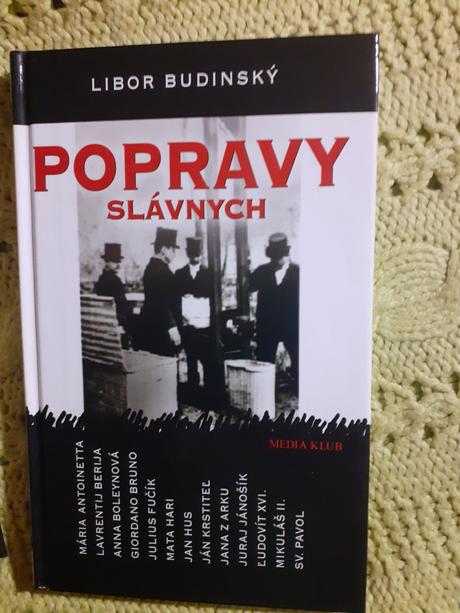 LIBOR BUDINSKÝ
POPRAVY
SLÁVNYCH
MEDIA KLUB
MÁRIA ANTOINETTA
LAVRENTIJ BERIJA
ANNA BOLEYNOVÁ
GIORDANO BRUNO
JULIUS FUČÍK
MATA HARI
JAN HUS
JÁN KRSTITEĽ
JANA Z ARKU
JURAJ JÁNOŠÍK
ĽUDOVÍT XVI.
MIKULÁŠ II.
SV. PAVOL